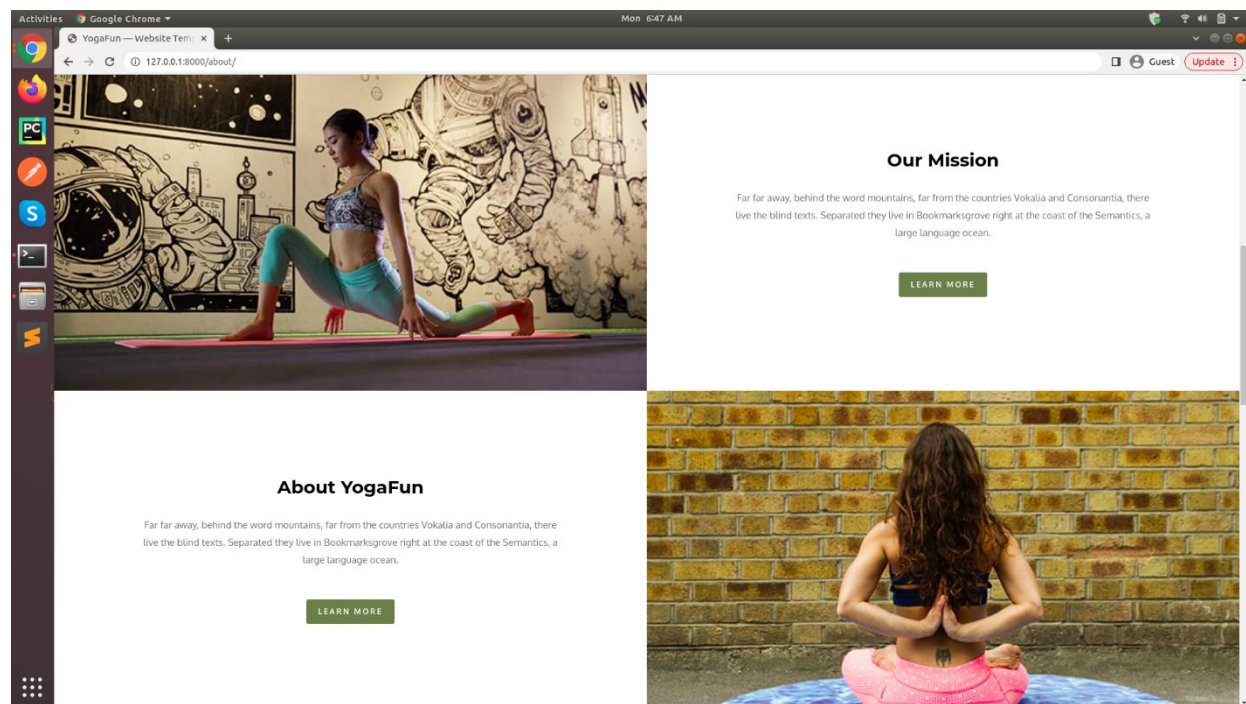 Activities
Google Chrome
Mon 6:47 AM
YogaFun — Website Tem
127.0.0.1:8000/about/
Guest
Update
PC
S
Our Mission
Far far away, behind the word mountains, far from the countries Vokalia and Consonantia, there
live the blind texts. Separated they live in Bookmarksgrove right at the coast of the Semantics, a
large language ocean.
LEARN MORE
About YogaFun
Far far away, behind the word mountains, far from the countries Vokalia and Consonantia, there
live the blind texts. Separated they live in Bookmarksgrove right at the coast of the Semantics, a
large language ocean.
LEARN MORE